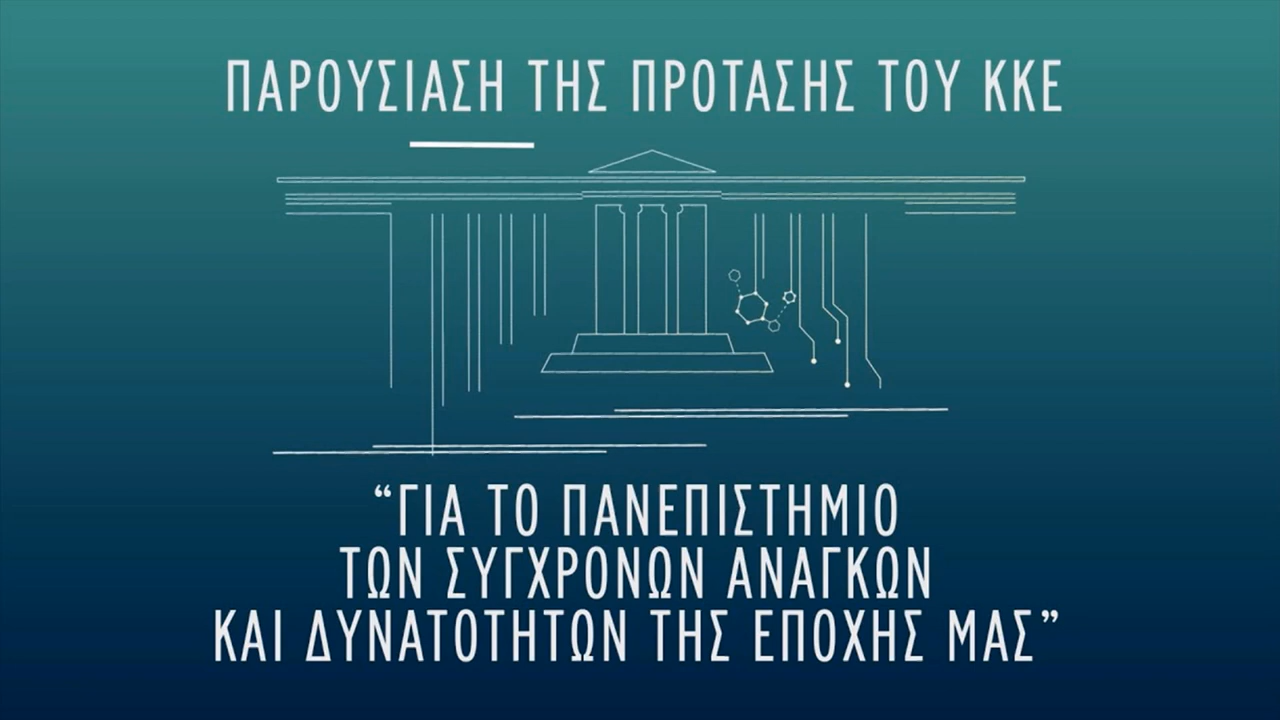 ΠΑΡΟΥΣΙΑΣΗ ΤΗΣ ΠΡΟΤΑΣΗΣ ΤΟΥ ΚΚΕ
“ΓΙΑ ΤΟ ΠΑΝΕΠΙΣΤΗΜΙΟ
ΤΩΝ ΣΥΓΧΡΟΝΩΝ ΑΝΑΓΚΩΝ
ΚΑΙ ΔΥΝΑΤΟΤΗΤΩΝ ΤΗΣ ΕΠΟΧΗΣ ΜΑΣ”